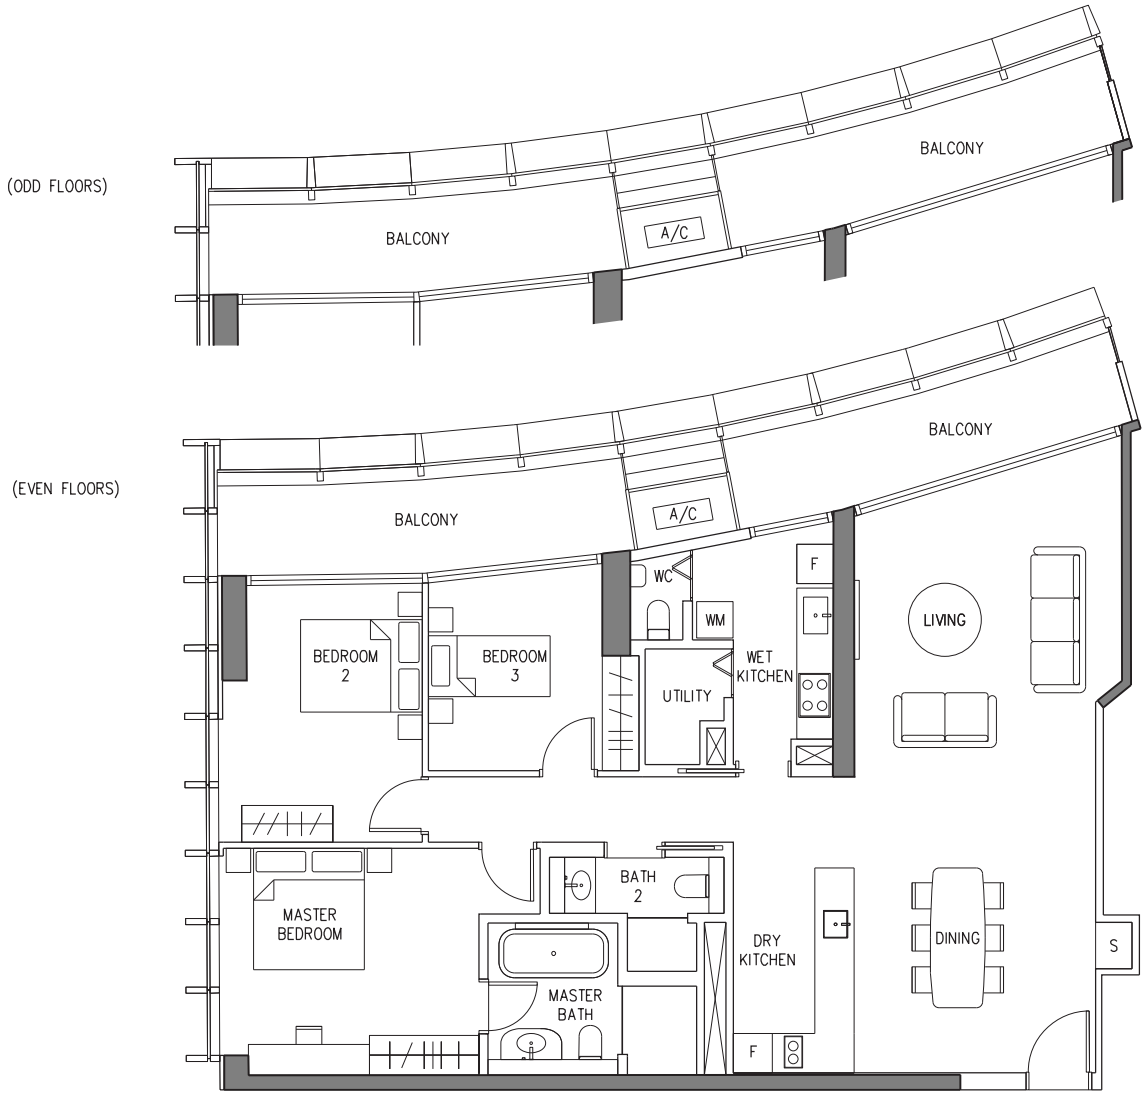 BALCONY
(ODD FLOORS)
A/C
BALCONY
BALCONY
(EVEN FLOORS)
A/C
BALCONY
WC
F
WM
LIVING
BEDROOM
2
BEDROOM
3
WET
KITCHEN
UTILITY
BATH
2
MASTER
BEDROOM
DRY
KITCHEN
DINING
S
MASTER
BATH
F